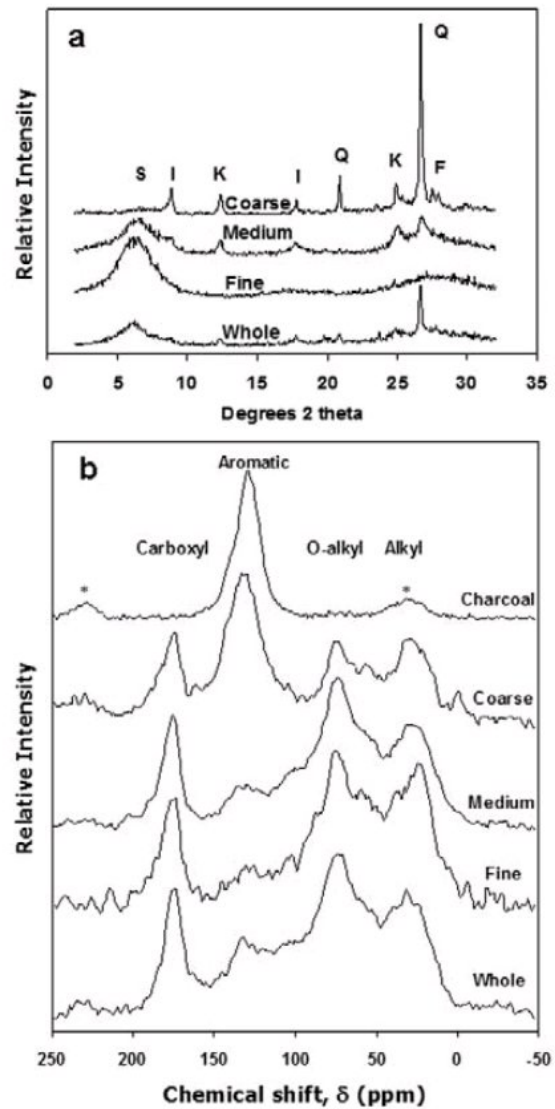 a
Relative Intensity
Q
S I K I Q K F
Coarse
Medium
Fine
Whole
0 5 10 15 20 25 30 35
Degrees 2 theta
b
Aromatic
Carboxyl O-alkyl Alkyl
* *
Charcoal
Coarse
Medium
Fine
Whole
Relative Intensity
250 200 150 100 50 0 -50
Chemical shift, δ (ppm)